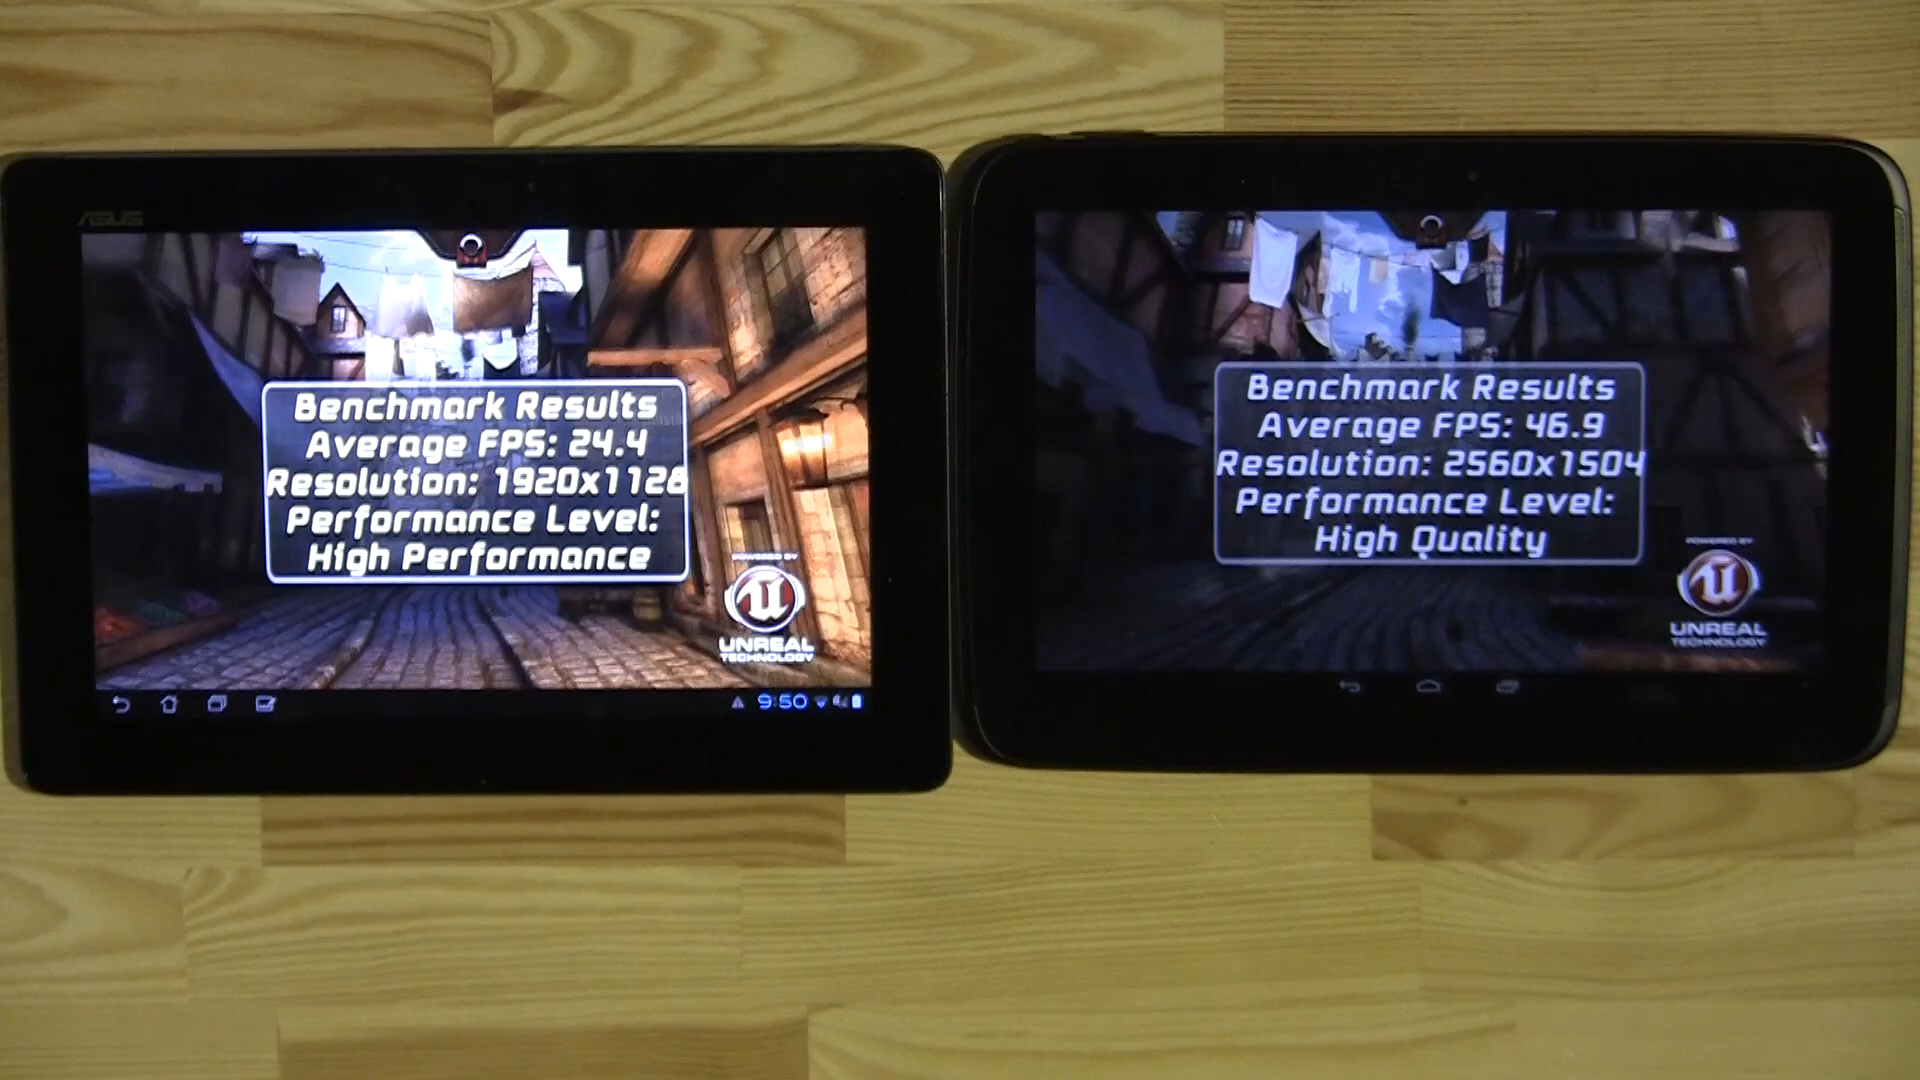 ASUS
Benchmark Results
Average FPS: 24.4
Resolution: 1920x1128
Performance Level:
High Performance
POWERED BY
UNREAL
TECHNOLOGY
9:50
Benchmark Results
Average FPS: 46.9
Resolution: 2560x1504
Performance Level:
High Quality
POWERED BY
UNREAL
TECHNOLOGY